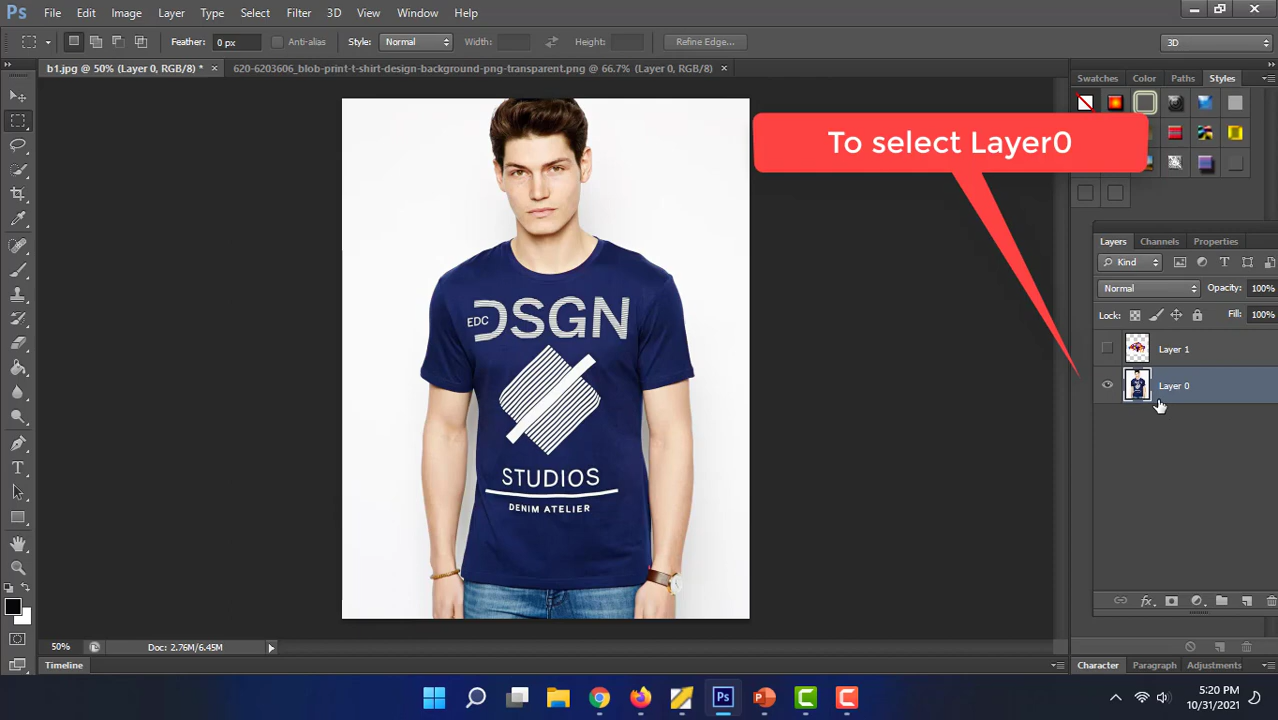 Ps File Edit Image Layer Type Select Filter 3D View Window Help
Feather: 0 px Anti-alias Style: Normal Width: Height: Refine Edge... 3D
b1.jpg @ 50% (Layer 0, RGB/8) * × 620-6203606_blob-print-t-shirt-design-background-png-transparent.png @ 66.7% (Layer 0, RGB/8) ×
Swatches Color Paths Styles
To select Layer0
Layers Channels Properties
Kind
Normal Opacity: 100%
Lock: Fill: 100%
Layer 1
Layer 0
EDC DSGN
STUDIOS
DENIM ATELIER
50% Doc: 2.76M/6.45M
Timeline Character Paragraph Adjustments
5:20 PM
10/31/2021